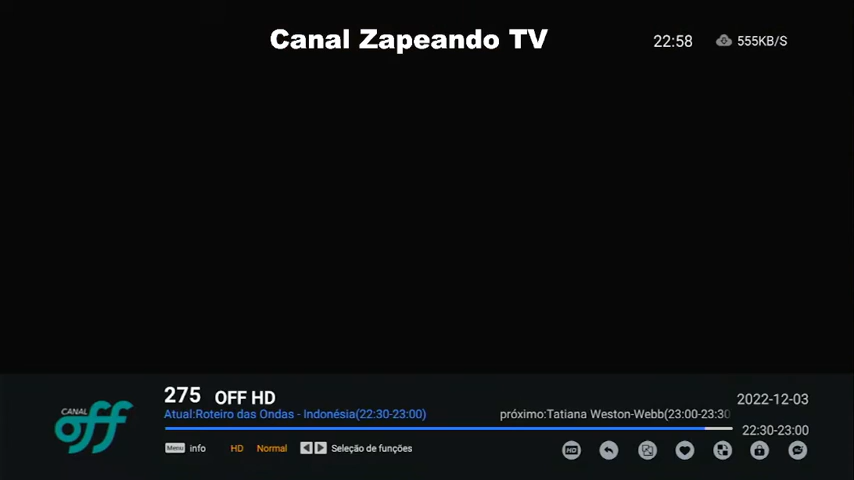 Canal Zapeando TV
22:58
555KB/S
275 OFF HD
2022-12-03
Atual:Roteiro das Ondas - Indonésia(22:30-23:00)
próximo:Tatiana Weston-Webb(23:00-23:30
CANAL
off
22:30-23:00
Menu info HD Normal Seleção de funções
HD